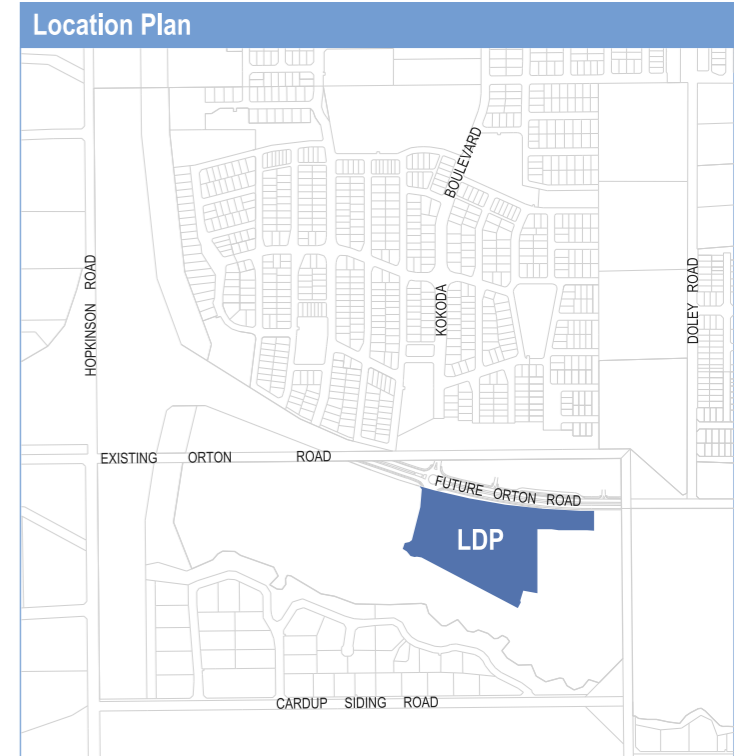 Location Plan
BOULEVARD
KOKODA
HOPKINSON ROAD
DOLEY ROAD
EXISTING ORTON ROAD
FUTURE ORTON ROAD
LDP
CARDUP SIDING ROAD